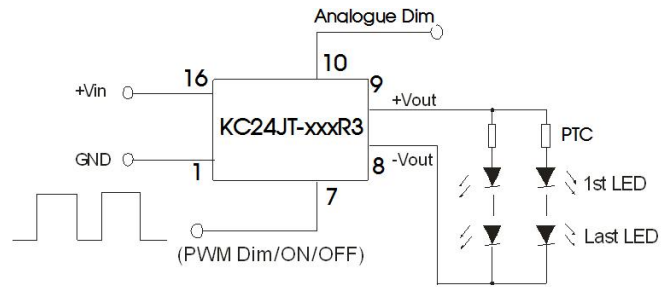 Analogue Dim
10
16
9
+Vin
+Vout
KC24JT-xxxR3
PTC
GND
1
8
-Vout
1st LED
7
(PWM Dim/ON/OFF)
Last LED